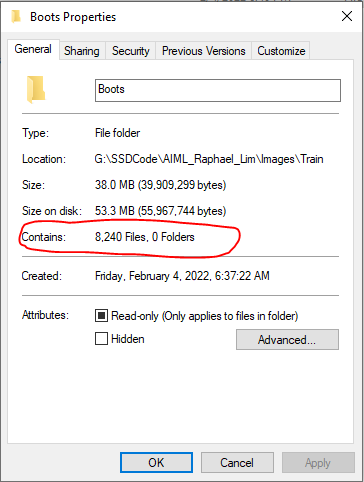 Boots Properties
General Sharing Security Previous Versions Customize
Boots
Type: File folder
Location: G:\SSDCode\AIML_Raphael_Lim\Images\Train
Size: 38.0 MB (39,909,299 bytes)
Size on disk: 53.3 MB (55,967,744 bytes)
Contains: 8,240 Files, 0 Folders
Created: Friday, February 4, 2022, 6:37:22 AM
Attributes: Read-only (Only applies to files in folder)
Hidden Advanced...
OK Cancel Apply